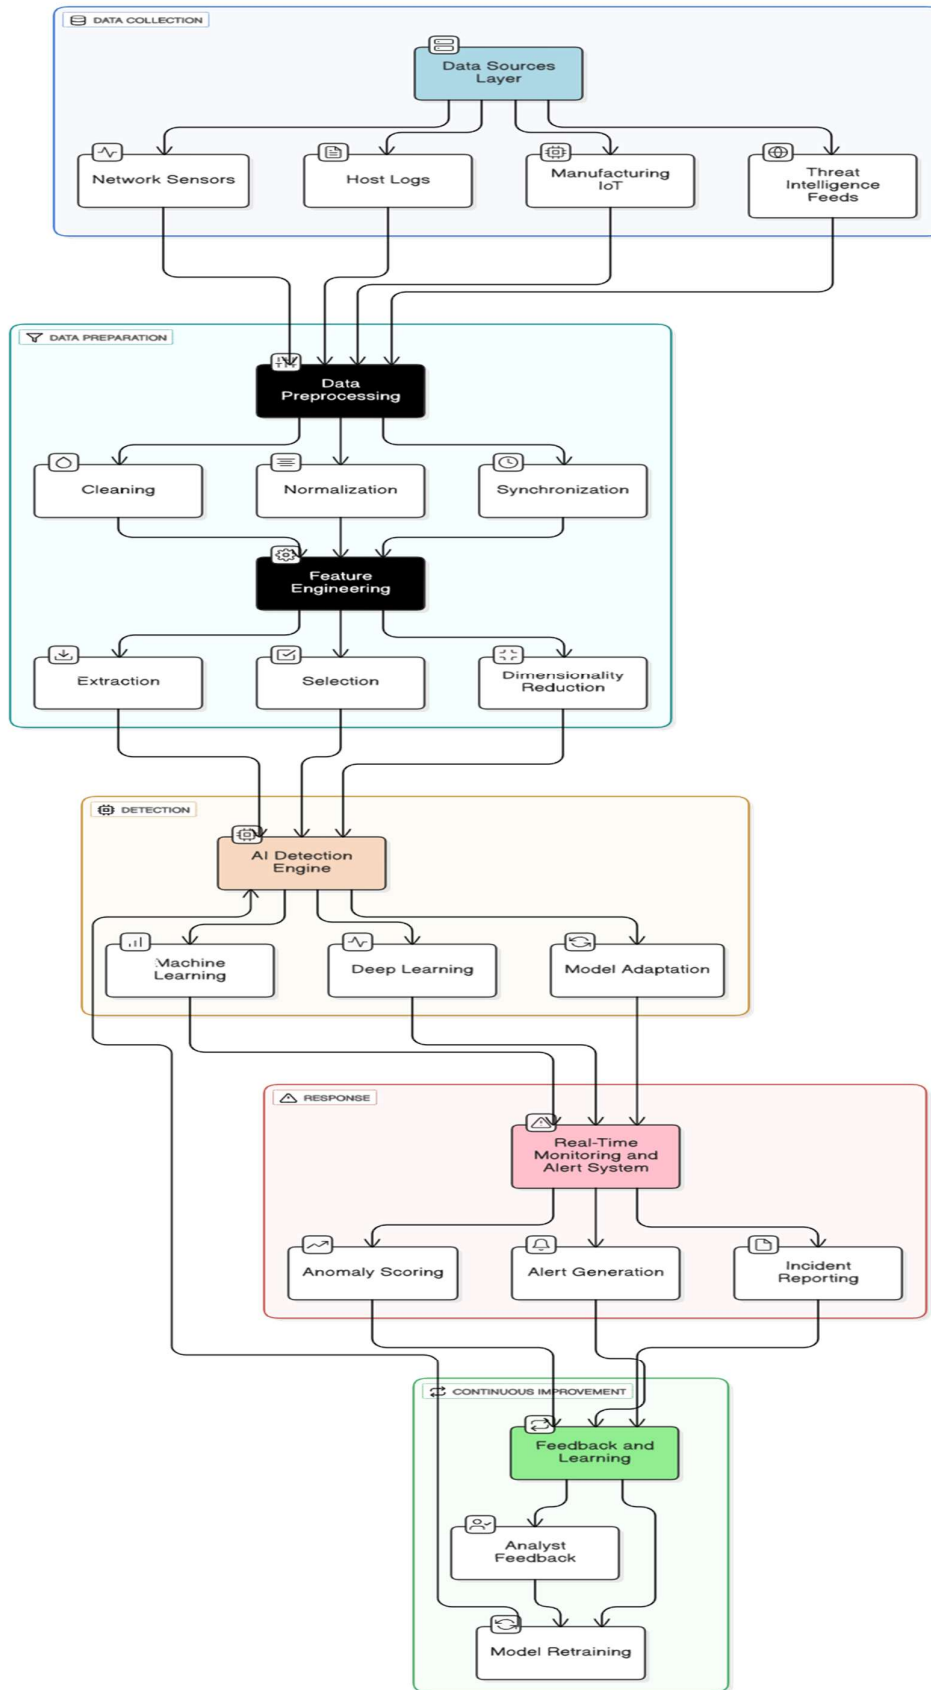 DATA COLLECTION
Data Sources
Layer
Network Sensors
Host Logs
Manufacturing
IoT
Threat
Intelligence
Feeds
DATA PREPARATION
Data
Preprocessing
Cleaning
Normalization
Synchronization
Feature
Engineering
Extraction
Selection
Dimensionality
Reduction
DETECTION
AI Detection
Engine
Machine
Learning
Deep Learning
Model Adaptation
RESPONSE
Real-Time
Monitoring and
Alert System
Anomaly Scoring
Alert Generation
Incident
Reporting
CONTINUOUS IMPROVEMENT
Feedback and
Learning
Analyst
Feedback
Model Retraining